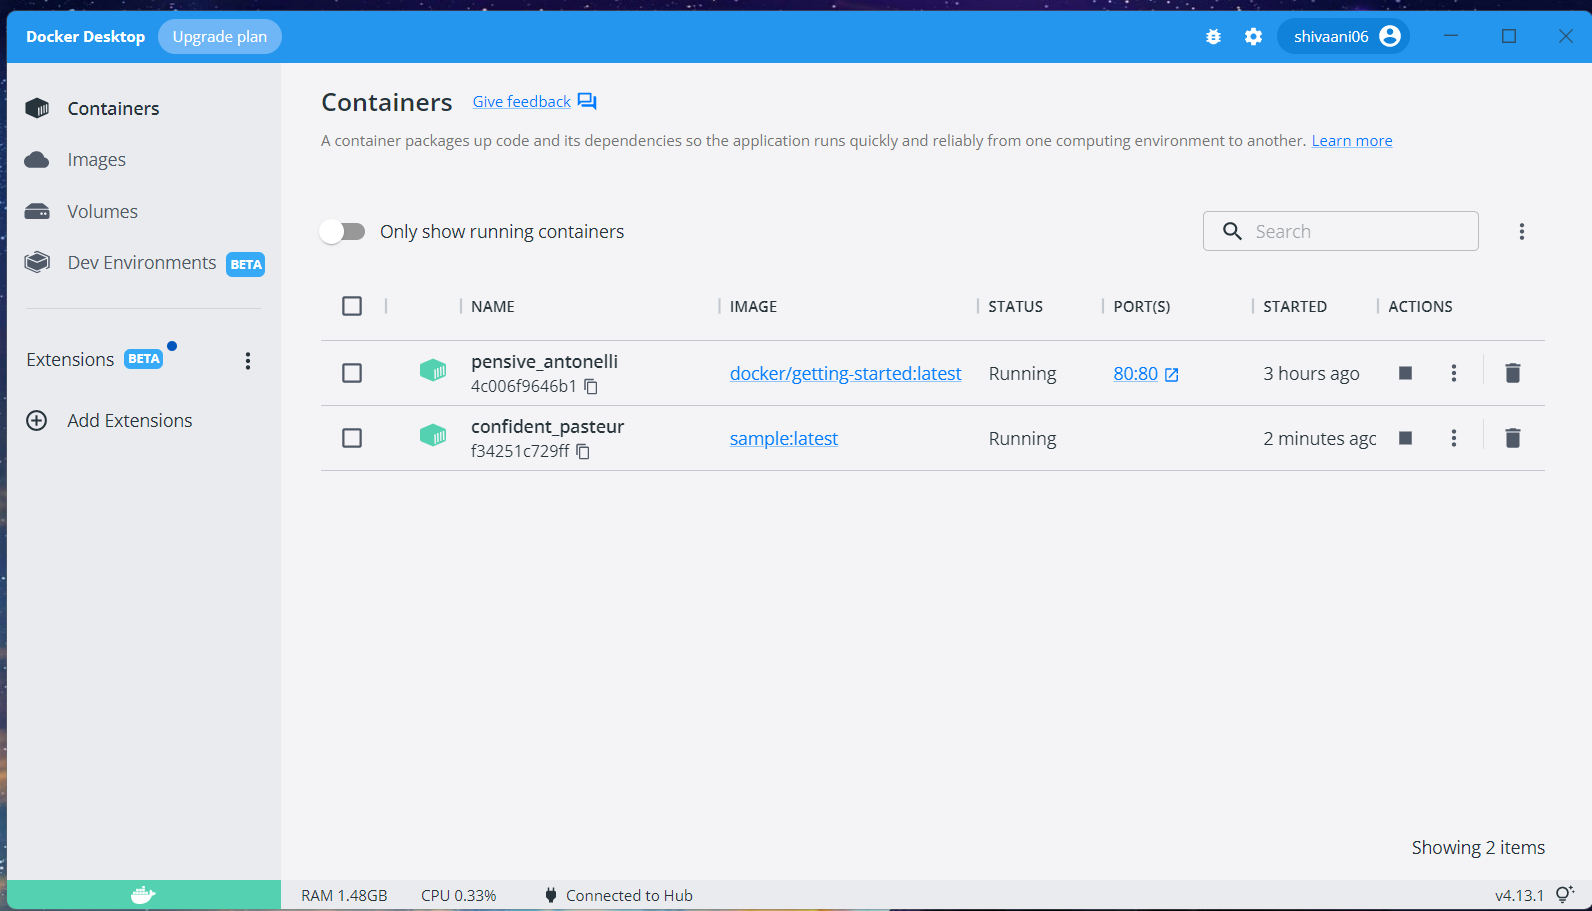 Docker Desktop Upgrade plan shivaani06
Containers
Images
Volumes
Dev Environments BETA
Extensions BETA
Add Extensions
Containers Give feedback
A container packages up code and its dependencies so the application runs quickly and reliably from one computing environment to another. Learn more
Only show running containers Search
NAME IMAGE STATUS PORT(S) STARTED ACTIONS
pensive_antonelli
4c006f9646b1 docker/getting-started:latest Running 80:80 3 hours ago
confident_pasteur
f34251c729ff sample:latest Running 2 minutes ago
Showing 2 items
RAM 1.48GB CPU 0.33% Connected to Hub v4.13.1